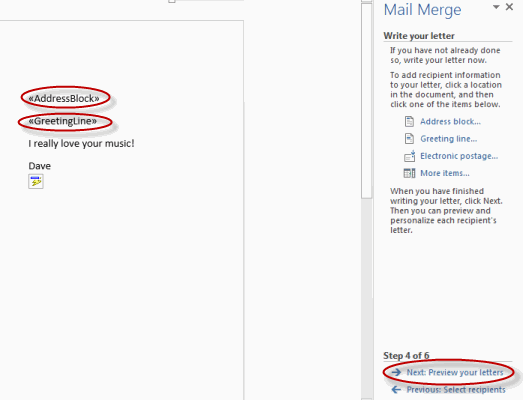 «AddressBlock»
«GreetingLine»
I really love your music!
Dave
Mail Merge
Write your letter
If you have not already done
so, write your letter now.
To add recipient information
to your letter, click a location
in the document, and then
click one of the items below.
Address block...
Greeting line...
Electronic postage...
More items...
When you have finished
writing your letter, click Next.
Then you can preview and
personalize each recipient's
letter.
Step 4 of 6
Next: Preview your letters
Previous: Select recipients